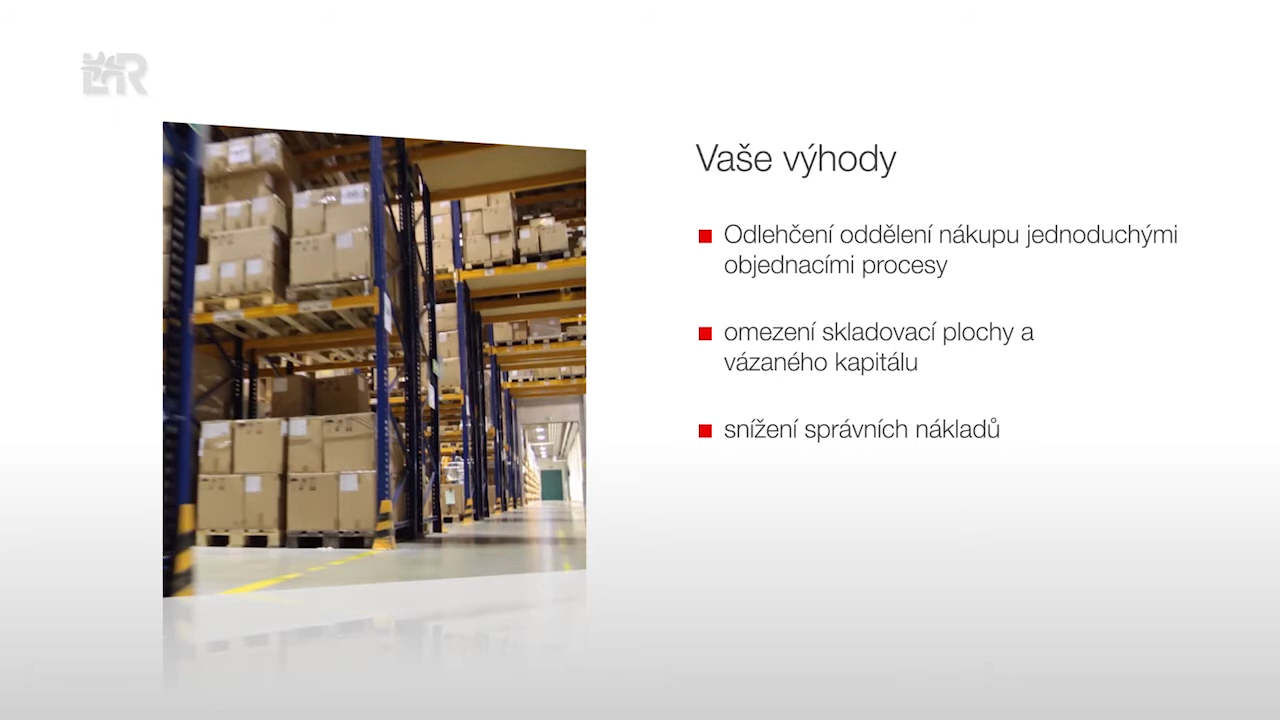 Vaše výhody
Odlehčení oddělení nákupu jednoduchými
objednacími procesy
omezení skladovací plochy a
vázaného kapitálu
snížení správních nákladů